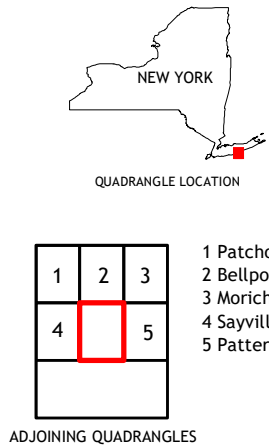 NEW YORK
QUADRANGLE LOCATION
1 2 3
4 5
1 Patcho
2 Bellpo
3 Morich
4 Sayvill
5 Patter
ADJOINING QUADRANGLES